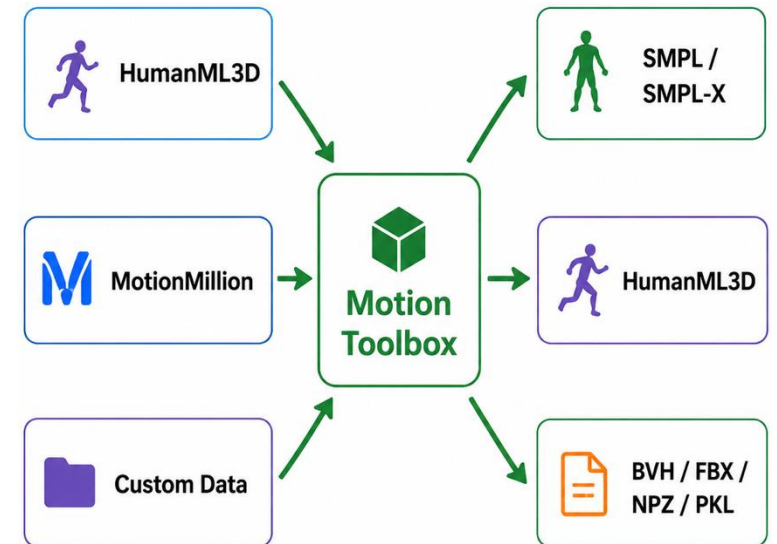 HumanML3D
SMPL /
SMPL-X
MotionMillion
Motion
Toolbox
HumanML3D
Custom Data
BVH / FBX /
NPZ / PKL